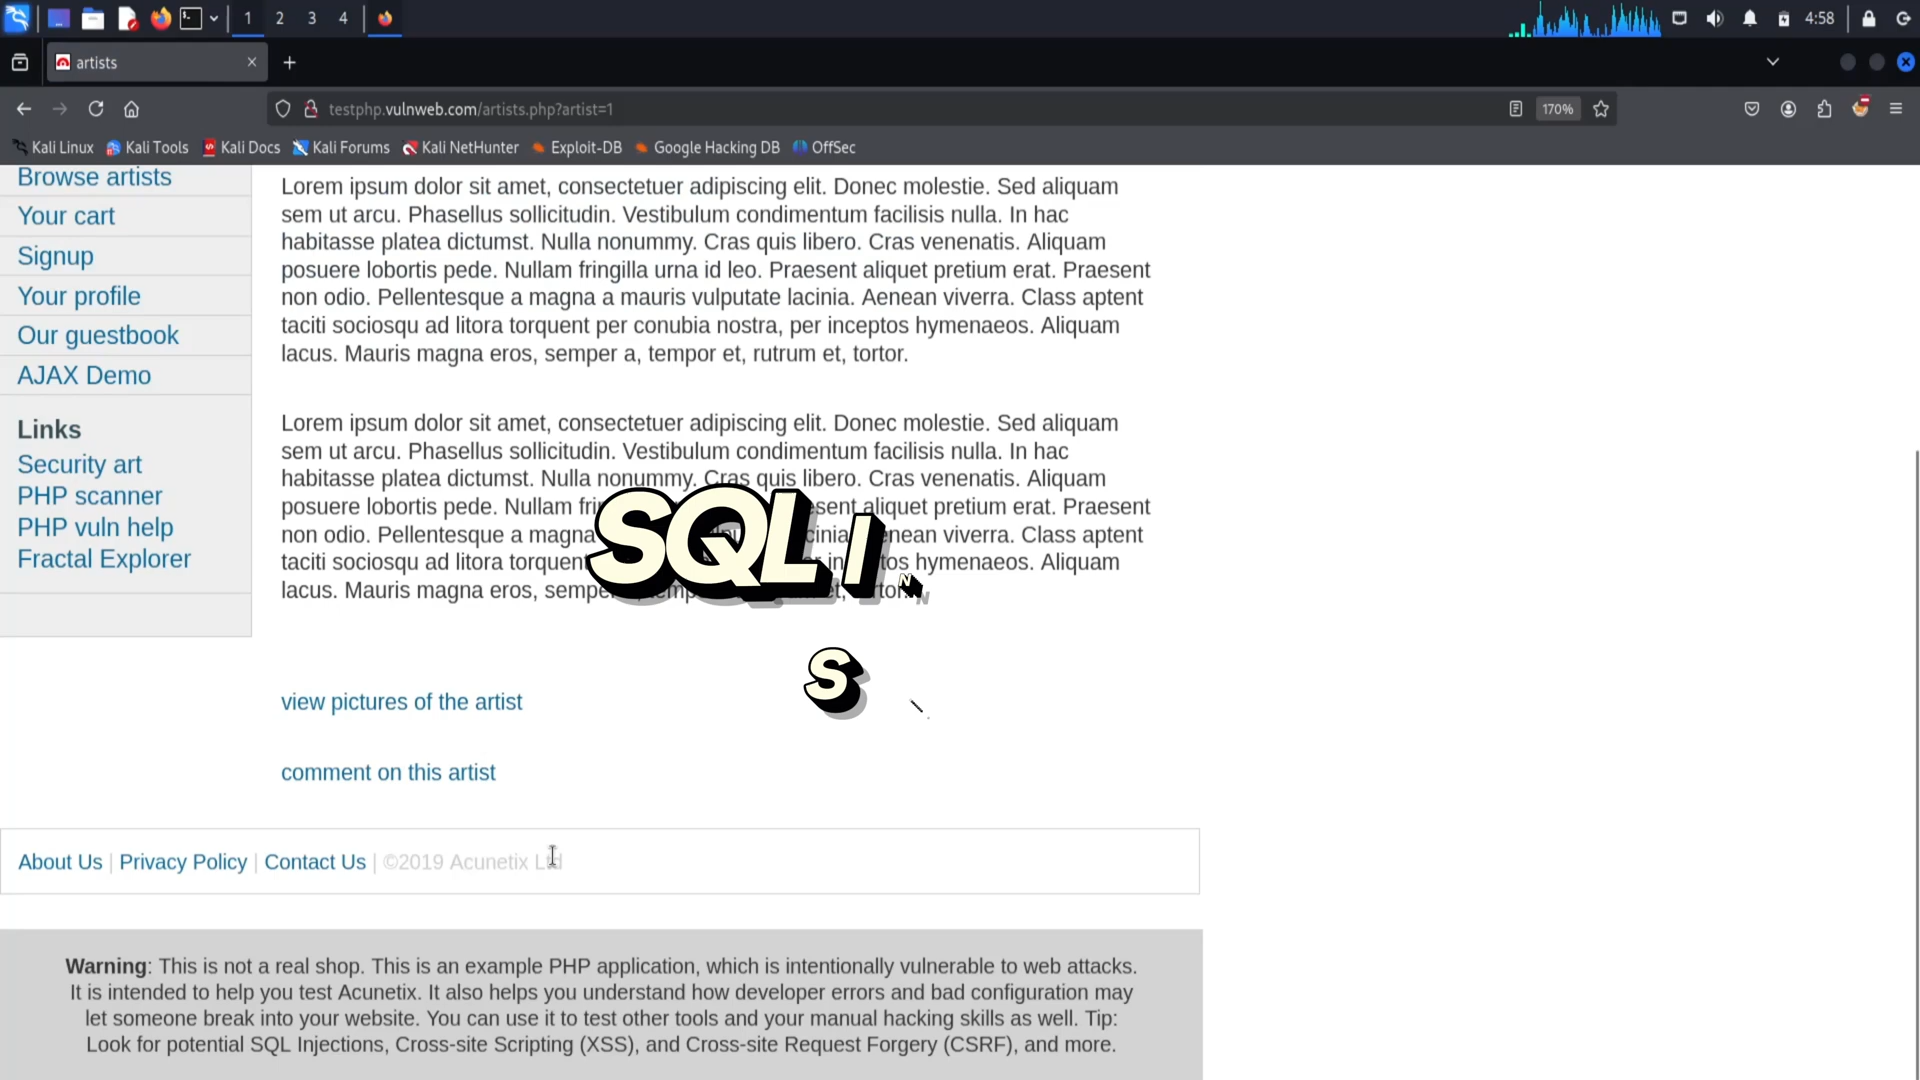 1 2 3 4 4:58
artists
testphp.vulnweb.com/artists.php?artist=1 170%
Kali Linux Kali Tools Kali Docs Kali Forums Kali NetHunter Exploit-DB Google Hacking DB OffSec
Browse artists
Your cart
Signup
Your profile
Our guestbook
AJAX Demo
Links
Security art
PHP scanner
PHP vuln help
Fractal Explorer
Lorem ipsum dolor sit amet, consectetuer adipiscing elit. Donec molestie. Sed aliquam
sem ut arcu. Phasellus sollicitudin. Vestibulum condimentum facilisis nulla. In hac
habitasse platea dictumst. Nulla nonummy. Cras quis libero. Cras venenatis. Aliquam
posuere lobortis pede. Nullam fringilla urna id leo. Praesent aliquet pretium erat. Praesent
non odio. Pellentesque a magna a mauris vulputate lacinia. Aenean viverra. Class aptent
taciti sociosqu ad litora torquent per conubia nostra, per inceptos hymenaeos. Aliquam
lacus. Mauris magna eros, semper a, tempor et, rutrum et, tortor.
Lorem ipsum dolor sit amet, consectetuer adipiscing elit. Donec molestie. Sed aliquam
sem ut arcu. Phasellus sollicitudin. Vestibulum condimentum facilisis nulla. In hac
habitasse platea dictumst. Nulla nonummy. Cras quis libero. Cras venenatis. Aliquam
posuere lobortis pede. Nullam aliquet pretium erat. Praesent
non odio. Pellentesque a magna viverra. Class aptent
taciti sociosqu ad litora torquent hymenaeos. Aliquam
lacus. Mauris magna eros,
SQL IN
S
view pictures of the artist
comment on this artist
About Us | Privacy Policy | Contact Us | ©2019 Acunetix Ltd
Warning: This is not a real shop. This is an example PHP application, which is intentionally vulnerable to web attacks.
It is intended to help you test Acunetix. It also helps you understand how developer errors and bad configuration may
let someone break into your website. You can use it to test other tools and your manual hacking skills as well. Tip:
Look for potential SQL Injections, Cross-site Scripting (XSS), and Cross-site Request Forgery (CSRF), and more.